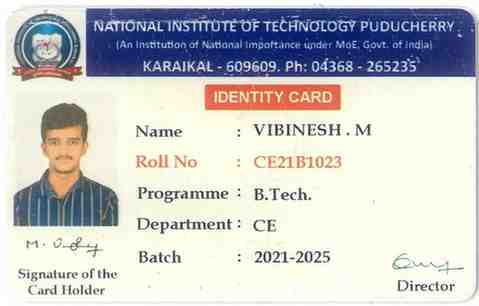 NATIONAL INSTITUTE OF TECHNOLOGY PUDUCHERRY
(An Institution of National Importance under MoE, Govt. of India)
KARAIKAL - 609609. Ph: 04368 - 265235
IDENTITY CARD
Name : VIBINESH . M
Roll No : CE21B1023
Programme : B.Tech.
Department : CE
Batch : 2021-2025
Signature of the
Card Holder
Director